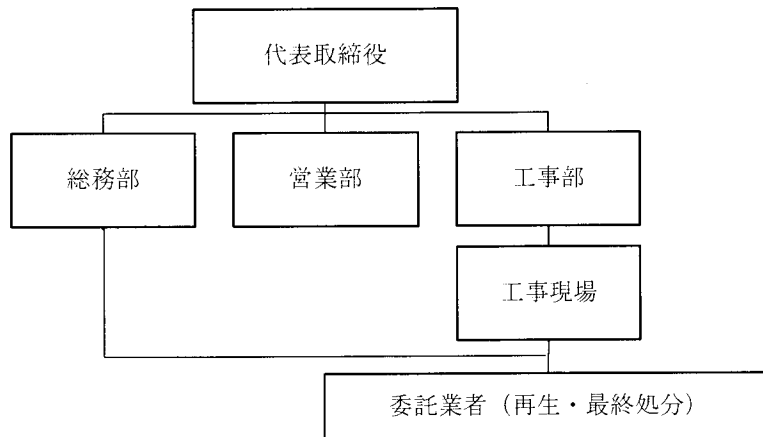 代表取締役
総務部
営業部
工事部
工事現場
委託業者（再生・最終処分）